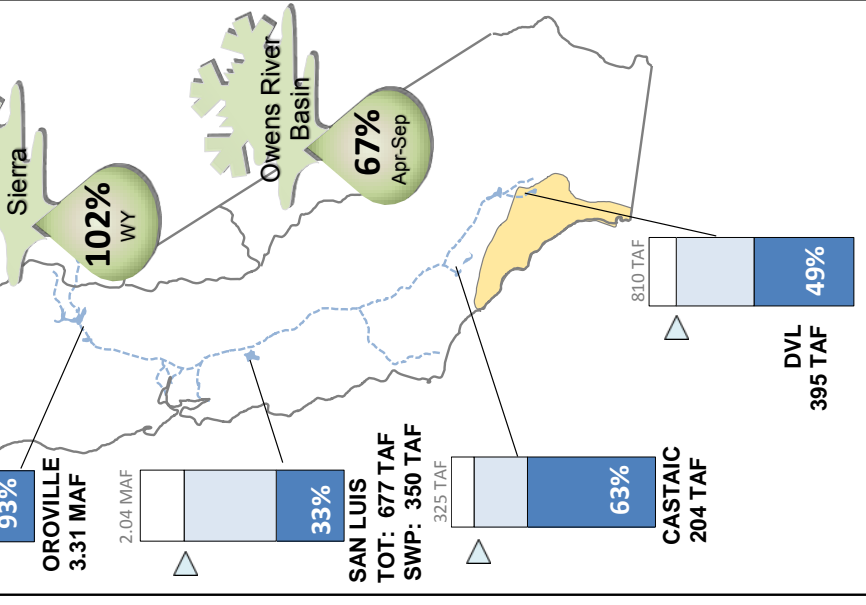 Sierra
102%
WY
Owens River
Basin
67%
Apr-Sep
93%
OROVILLE
3.31 MAF
2.04 MAF
33%
SAN LUIS
TOT: 677 TAF
SWP: 350 TAF
325 TAF
63%
CASTAIC
204 TAF
810 TAF
49%
DVL
395 TAF